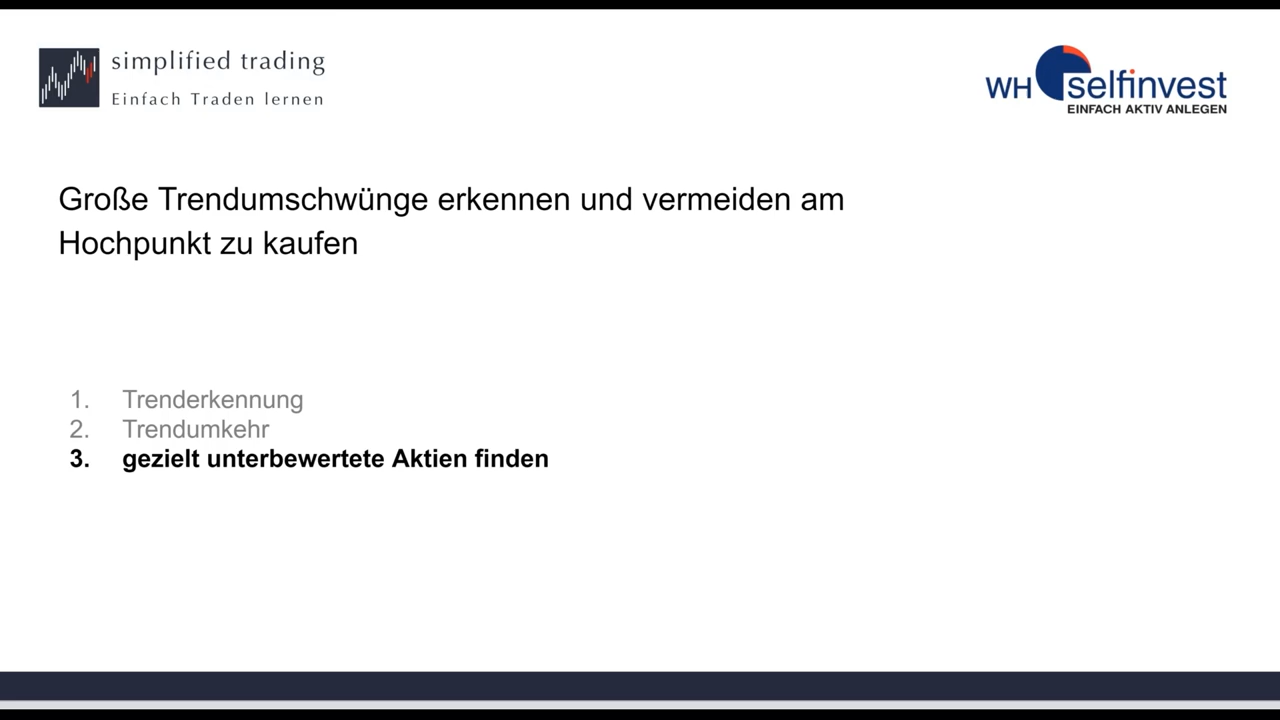 simplified trading
Einfach Traden lernen
WH selfinvest
EINFACH AKTIV ANLEGEN
Große Trendumschwünge erkennen und vermeiden am
Hochpunkt zu kaufen
1. Trenderkennung
2. Trendumkehr
3. gezielt unterbewertete Aktien finden